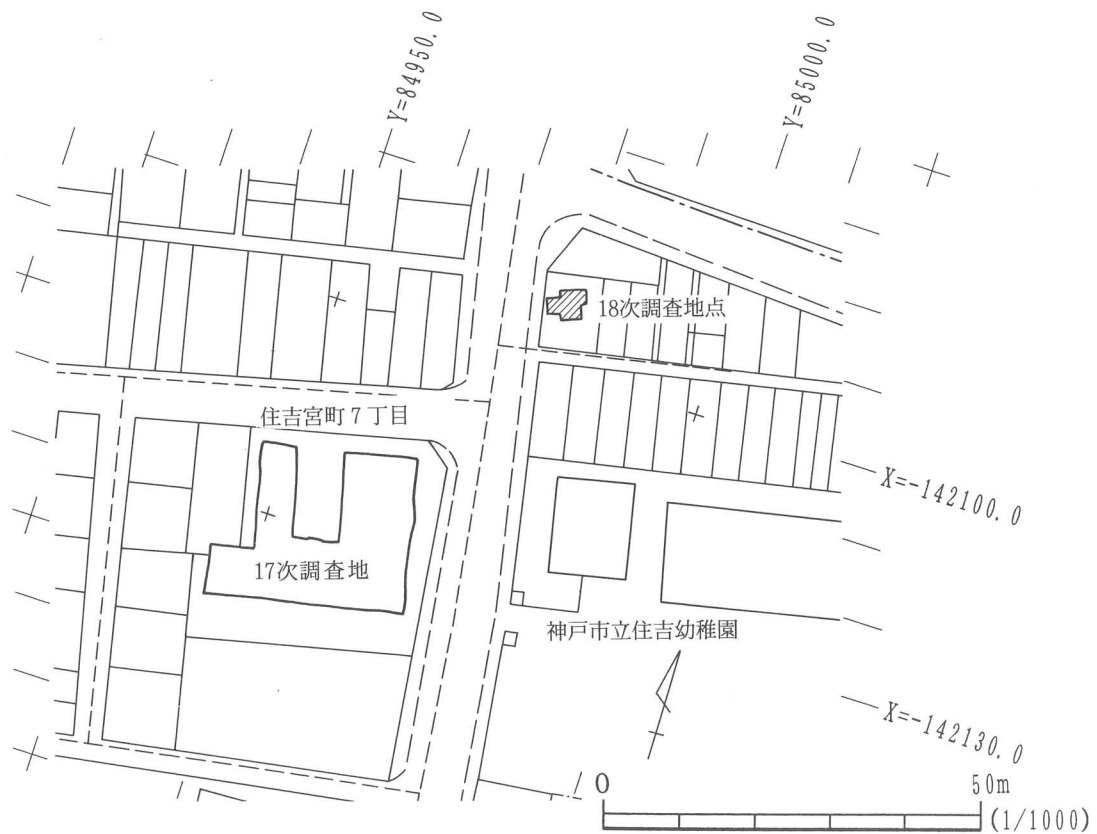 Y=84950.0
Y=85000.0
18次調査地点
住吉宮町7丁目
X=-142100.0
17次調査地
神戸市立住吉幼稚園
X=-142130.0
0
50m
(1/1000)